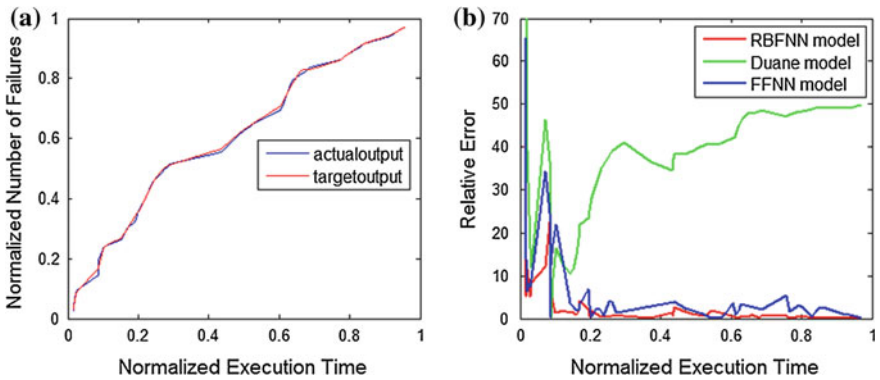 (a)
Normalized Number of Failures
1
0.8
0.6
0.4
0.2
0
actualoutput
targetoutput
0
0.2
0.4
0.6
0.8
1
Normalized Execution Time
(b)
Relative Error
70
60
50
40
30
20
10
0
RBFNN model
Duane model
FFNN model
0
0.2
0.4
0.6
0.8
1
Normalized Execution Time